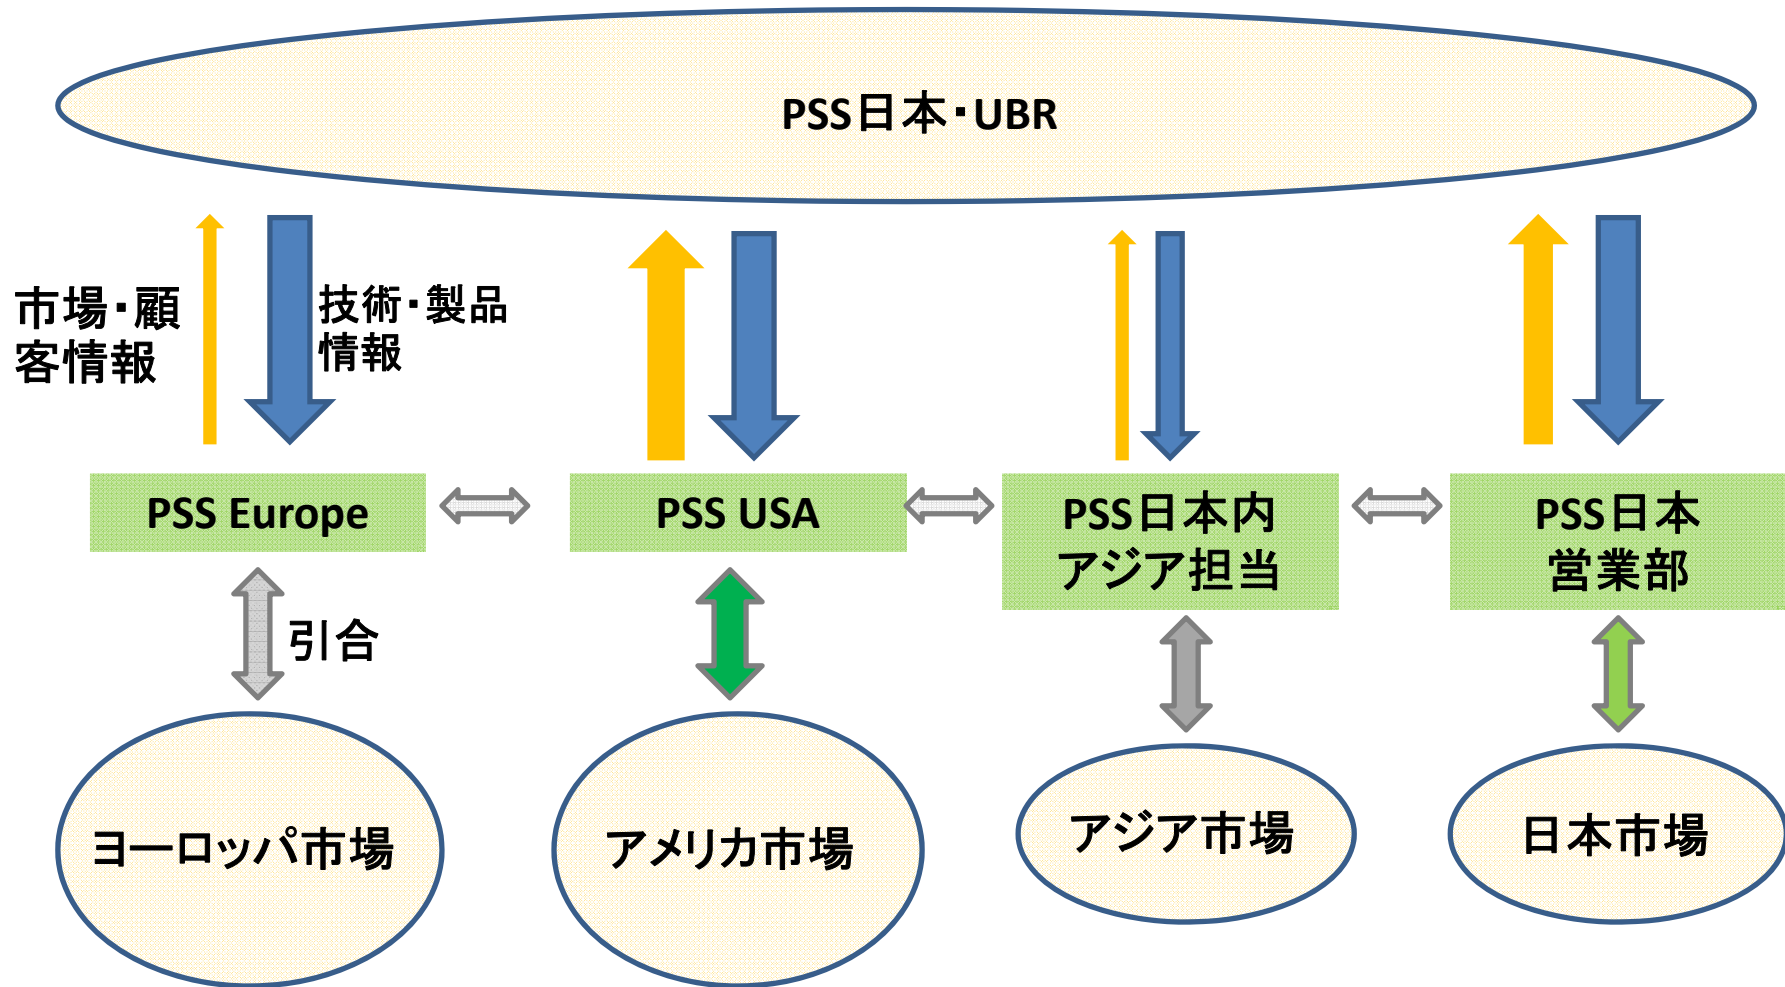 PSS日本・UBR
市場・顧
客情報
技術・製品
情報
PSS Europe
PSS USA
PSS日本内
アジア担当
PSS日本
営業部
引合
ヨーロッパ市場
アメリカ市場
アジア市場
日本市場